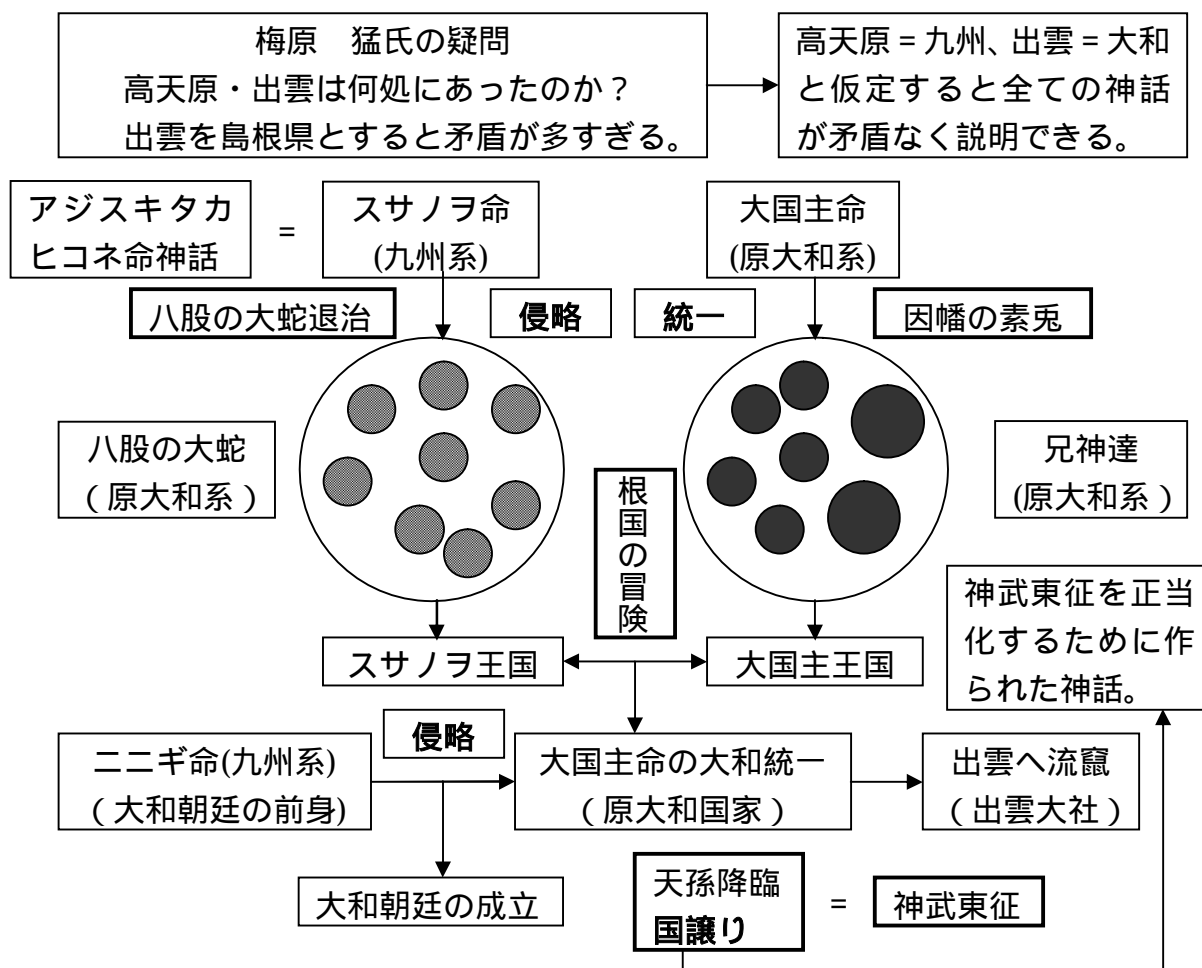 梅原　猛氏の疑問
高天原・出雲は何処にあったのか？
出雲を島根県とすると矛盾が多すぎる。
高天原＝九州、出雲＝大和
と仮定すると全ての神話
が矛盾なく説明できる。
アジスキタカ
ヒコネ命神話
=
スサノヲ命
(九州系)
大国主命
(原大和系)
八股の大蛇退治
侵略
統一
因幡の素兎
八股の大蛇
（原大和系）
根国の冒険
兄神達
(原大和系）
スサノヲ王国
大国主王国
神武東征を正当
化するために作
られた神話。
侵略
ニニギ命(九州系)
（大和朝廷の前身)
大国主命の大和統一
（原大和国家）
出雲へ流竄
（出雲大社）
大和朝廷の成立
天孫降臨
国譲り
=
神武東征